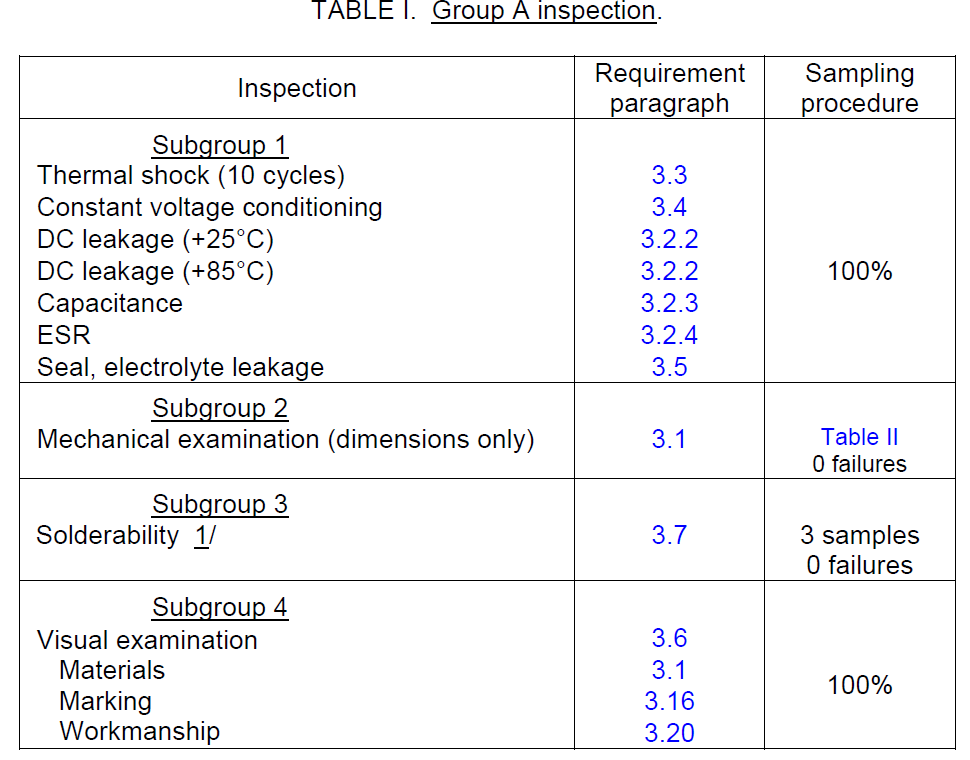 TABLE I. Group A inspection.
Inspection Requirement paragraph Sampling procedure
Subgroup 1
Thermal shock (10 cycles) 3.3
Constant voltage conditioning 3.4
DC leakage (+25°C) 3.2.2
DC leakage (+85°C) 3.2.2 100%
Capacitance 3.2.3
ESR 3.2.4
Seal, electrolyte leakage 3.5
Subgroup 2
Mechanical examination (dimensions only) 3.1 Table II
0 failures
Subgroup 3
Solderability 1/ 3.7 3 samples
0 failures
Subgroup 4
Visual examination 3.6
Materials 3.1
100%
Marking 3.16
Workmanship 3.20